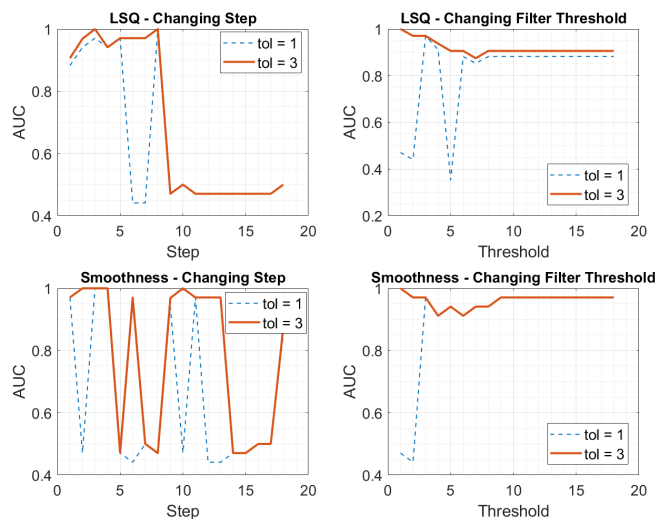 LSQ - Changing Step
1
0.8
0.6
0.4
AUC
0 5 10 15 20
Step
tol = 1
tol = 3
LSQ - Changing Filter Threshold
1
0.8
0.6
0.4
0.2
AUC
0 5 10 15 20
Threshold
tol = 1
tol = 3
Smoothness - Changing Step
1
0.8
0.6
0.4
AUC
0 5 10 15 20
Step
tol = 1
tol = 3
Smoothness - Changing Filter Threshold
1
0.8
0.6
0.4
AUC
0 5 10 15 20
Threshold
tol = 1
tol = 3